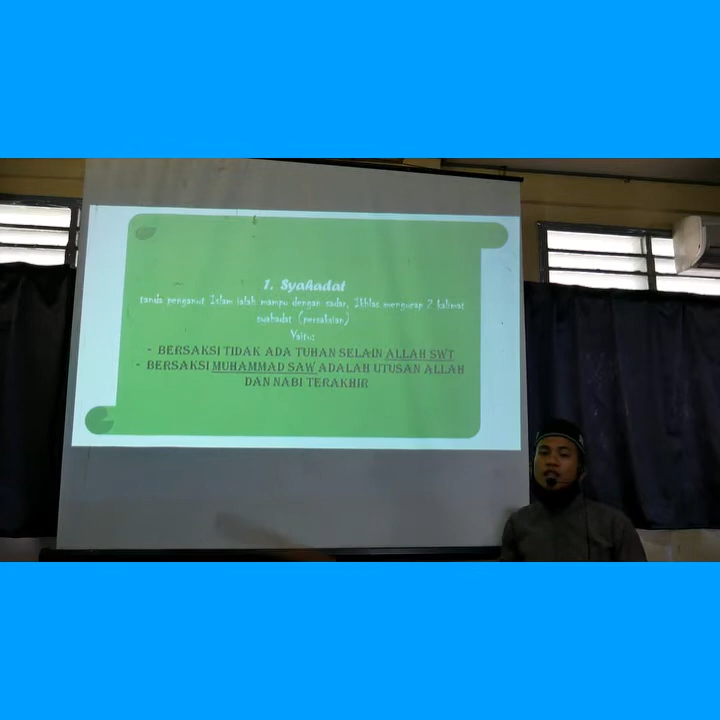 1. Syahadat
tanda penganut Islam ialah mampu dengan sadar, Ikhlas mengucap 2 kalimat
syahadat (persaksian)
Yaitu:
- BERSAKSI TIDAK ADA TUHAN SELAIN ALLAH SWT
- BERSAKSI MUHAMMAD SAW ADALAH UTUSAN ALLAH
DAN NABI TERAKHIR